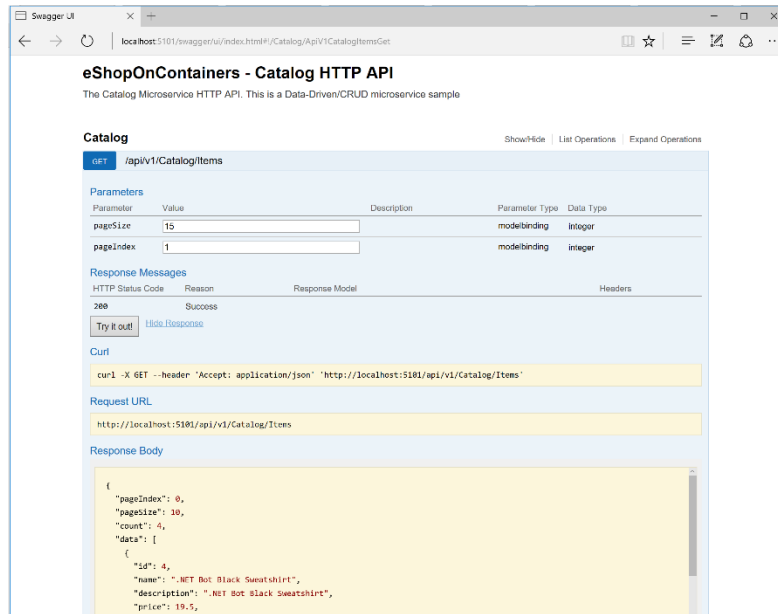 Swagger UI
localhost:5101/swagger/ui/index.html#!/Catalog/ApiV1CatalogItemsGet
eShopOnContainers - Catalog HTTP API
The Catalog Microservice HTTP API. This is a Data-Driven/CRUD microservice sample
Catalog Show/Hide List Operations Expand Operations
GET /api/v1/Catalog/Items
Parameters
Parameter Value Description Parameter Type Data Type
pageSize 15 modelbinding integer
pageIndex 1 modelbinding integer
Response Messages
HTTP Status Code Reason Response Model Headers
200 Success
Try it out! Hide Response
Curl
curl -X GET --header 'Accept: application/json' 'http://localhost:5101/api/v1/Catalog/Items'
Request URL
http://localhost:5101/api/v1/Catalog/Items
Response Body
{
"pageIndex": 0,
"pageSize": 10,
"count": 4,
"data": [
{
"id": 4,
"name": ".NET Bot Black Sweatshirt",
"description": ".NET Bot Black Sweatshirt",
"price": 19.5,